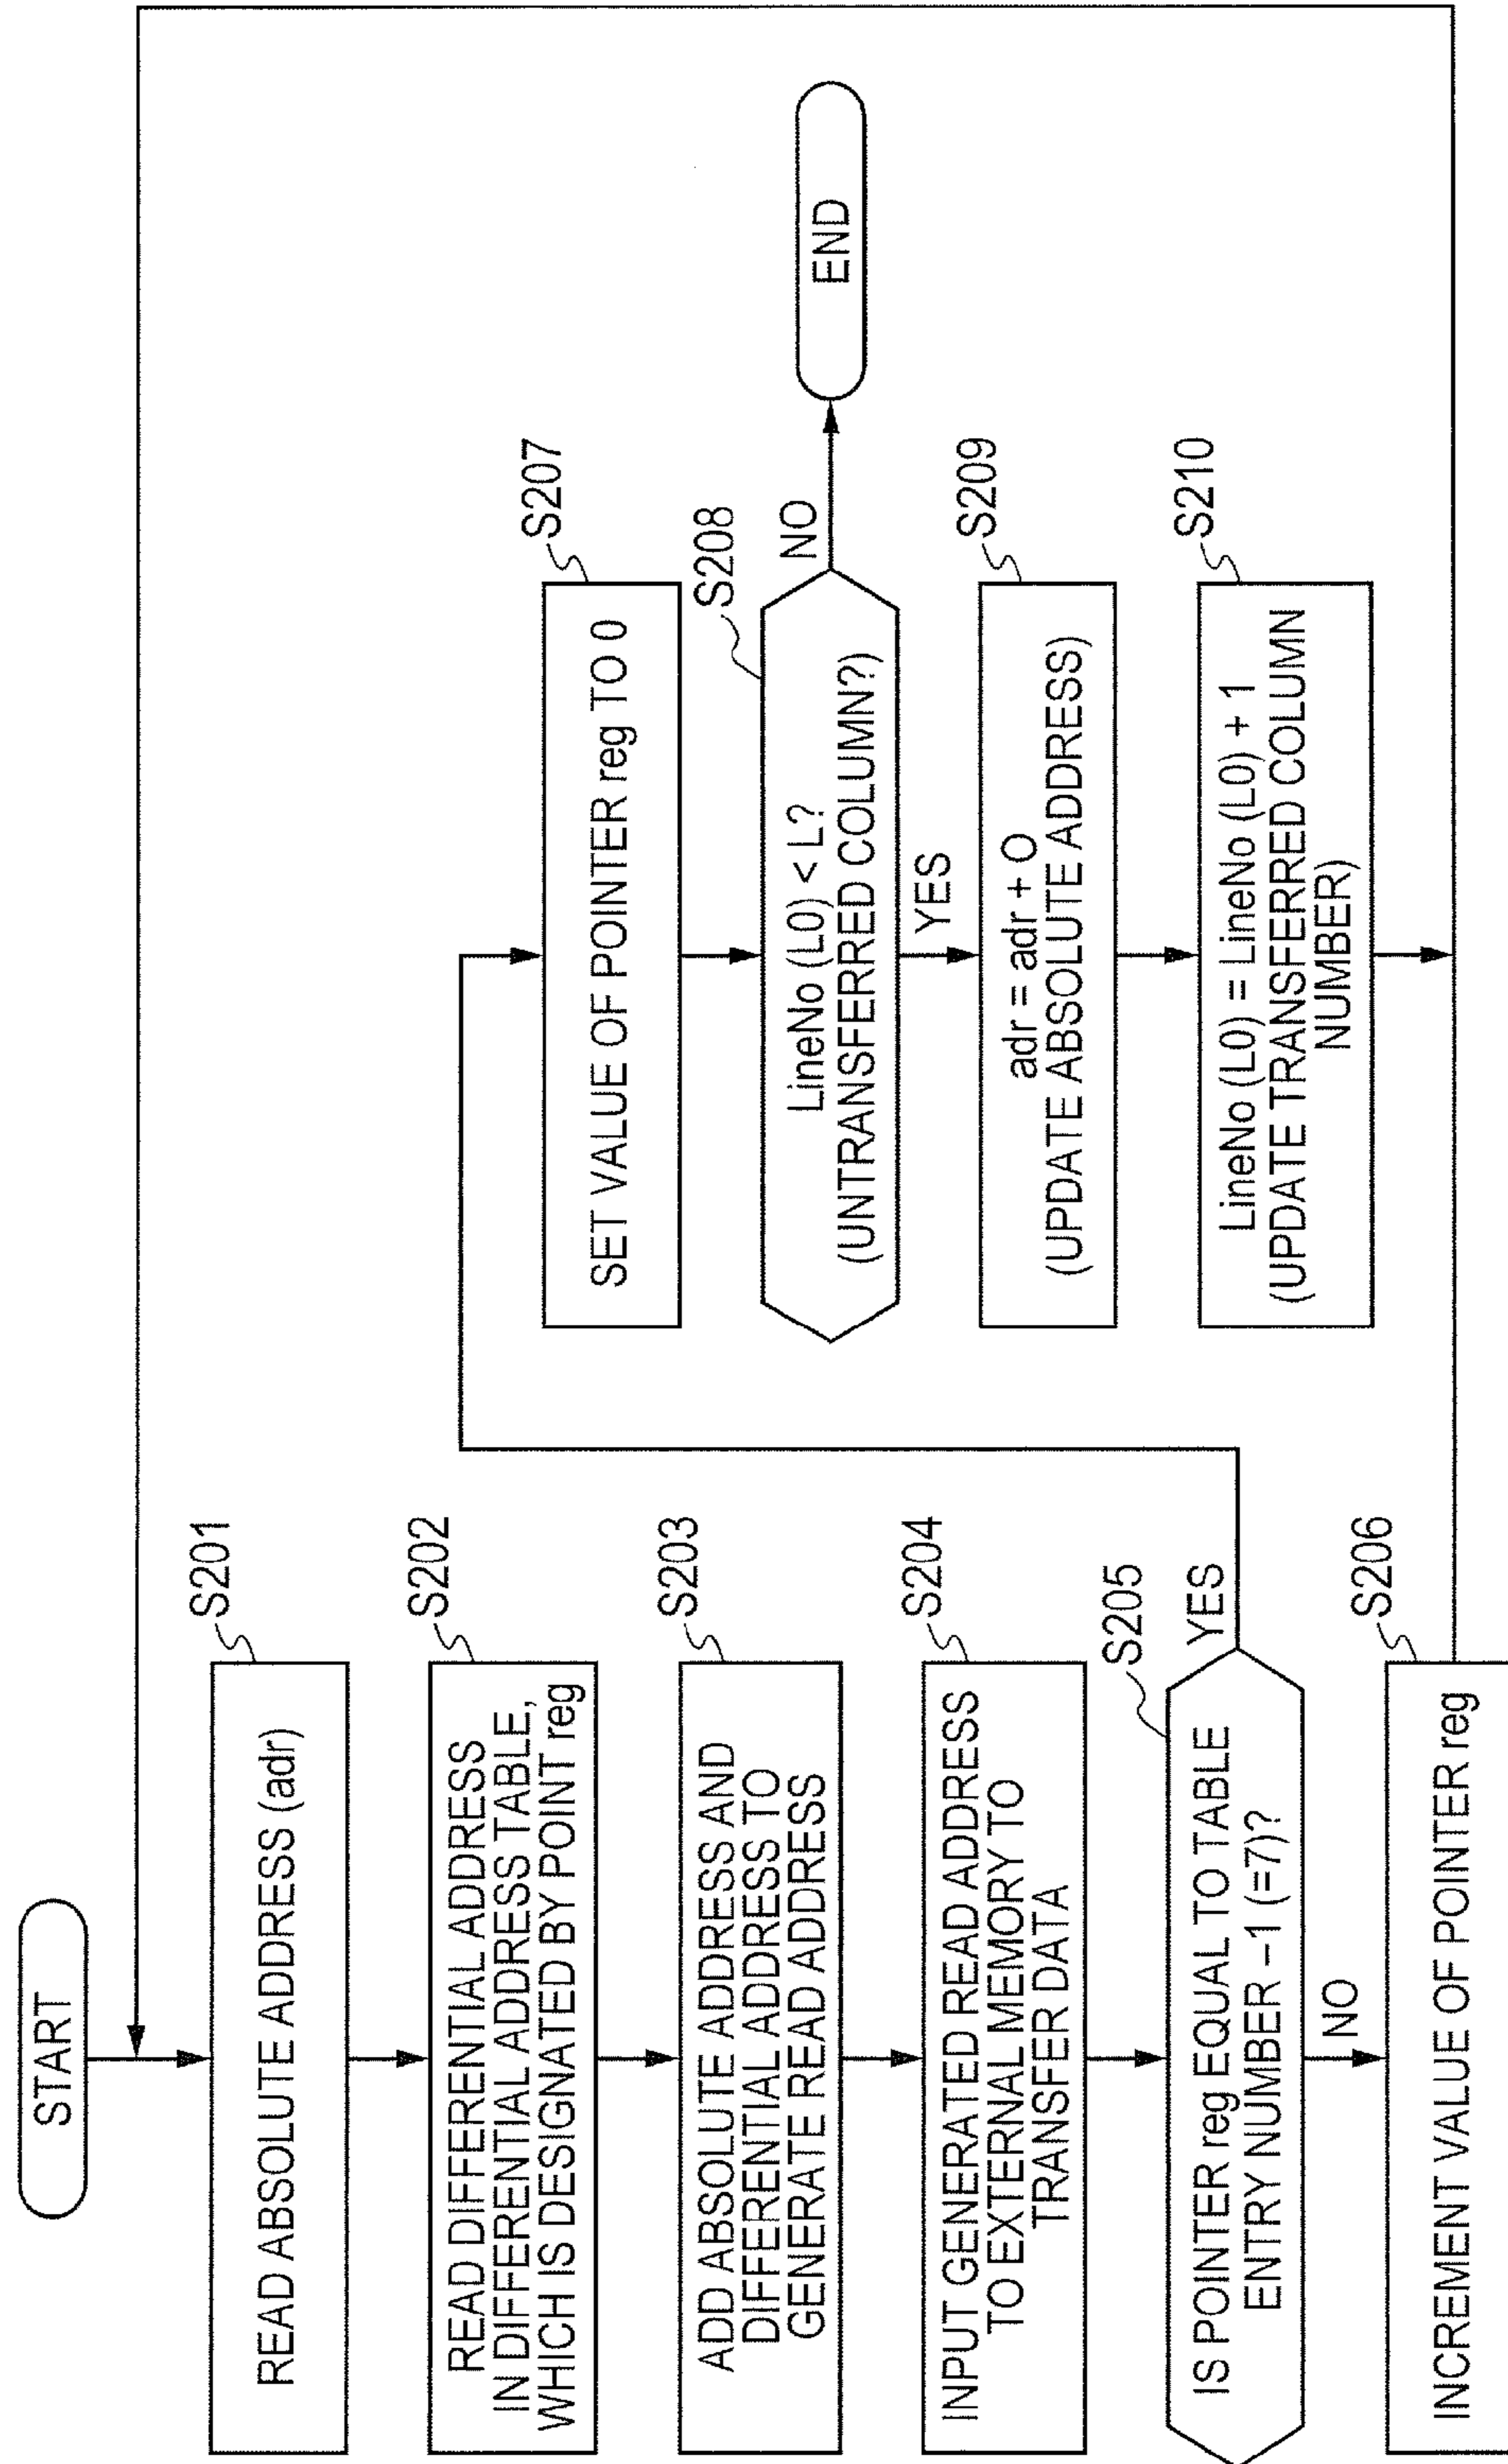 START
S201
READ ABSOLUTE ADDRESS (adr)
S202
READ DIFFERENTIAL ADDRESS
IN DIFFERENTIAL ADDRESS TABLE,
WHICH IS DESIGNATED BY POINT reg
S203
ADD ABSOLUTE ADDRESS AND
DIFFERENTIAL ADDRESS TO
GENERATE READ ADDRESS
S204
INPUT GENERATED READ ADDRESS
TO EXTERNAL MEMORY TO
TRANSFER DATA
S205
IS POINTER reg EQUAL TO TABLE
ENTRY NUMBER –1 (=7)?
YES
NO
S206
INCREMENT VALUE OF POINTER reg
S207
SET VALUE OF POINTER reg TO 0
S208
LineNo (L0) < L?
(UNTRANSFERRED COLUMN?)
NO
END
YES
S209
adr = adr + O
(UPDATE ABSOLUTE ADDRESS)
S210
LineNo (L0) = LineNo (L0) + 1
(UPDATE TRANSFERRED COLUMN
NUMBER)